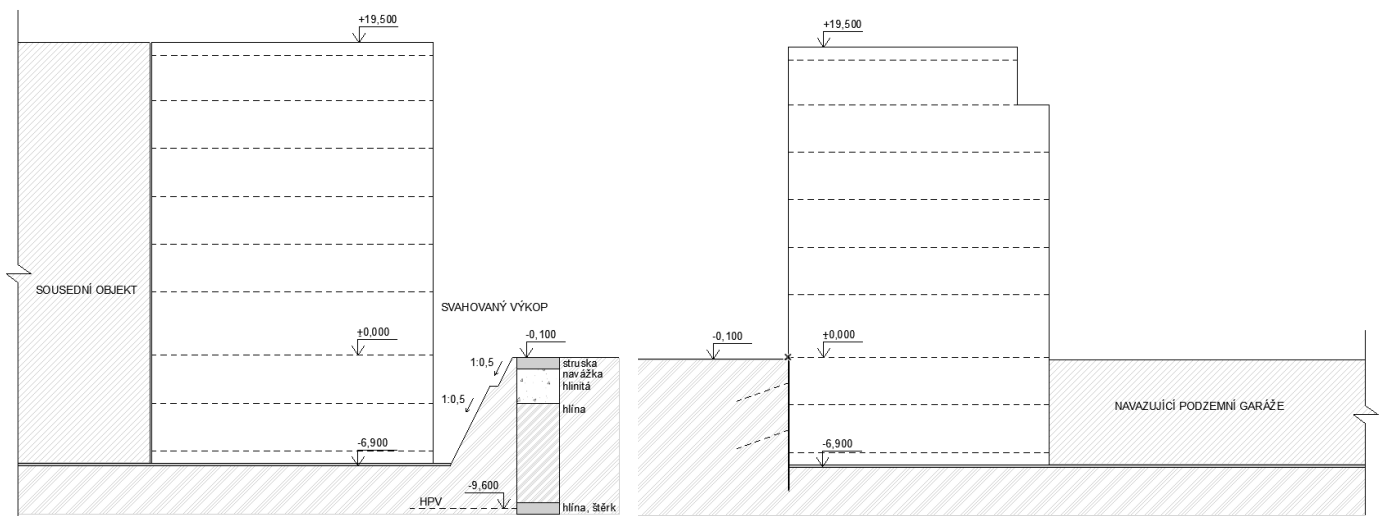 +19,500
SOUSEDNÍ OBJEKT
SVAHOVANÝ VÝKOP
±0,000
-0,100
1:0,5
1:0,5
struska
navážka
hlinitá
hlína
-6,900
-9,600
HPV
hlína, štěrk
+19,500
-0,100
±0,000
NAVAZUJÍCÍ PODZEMNÍ GARÁŽE
-6,900